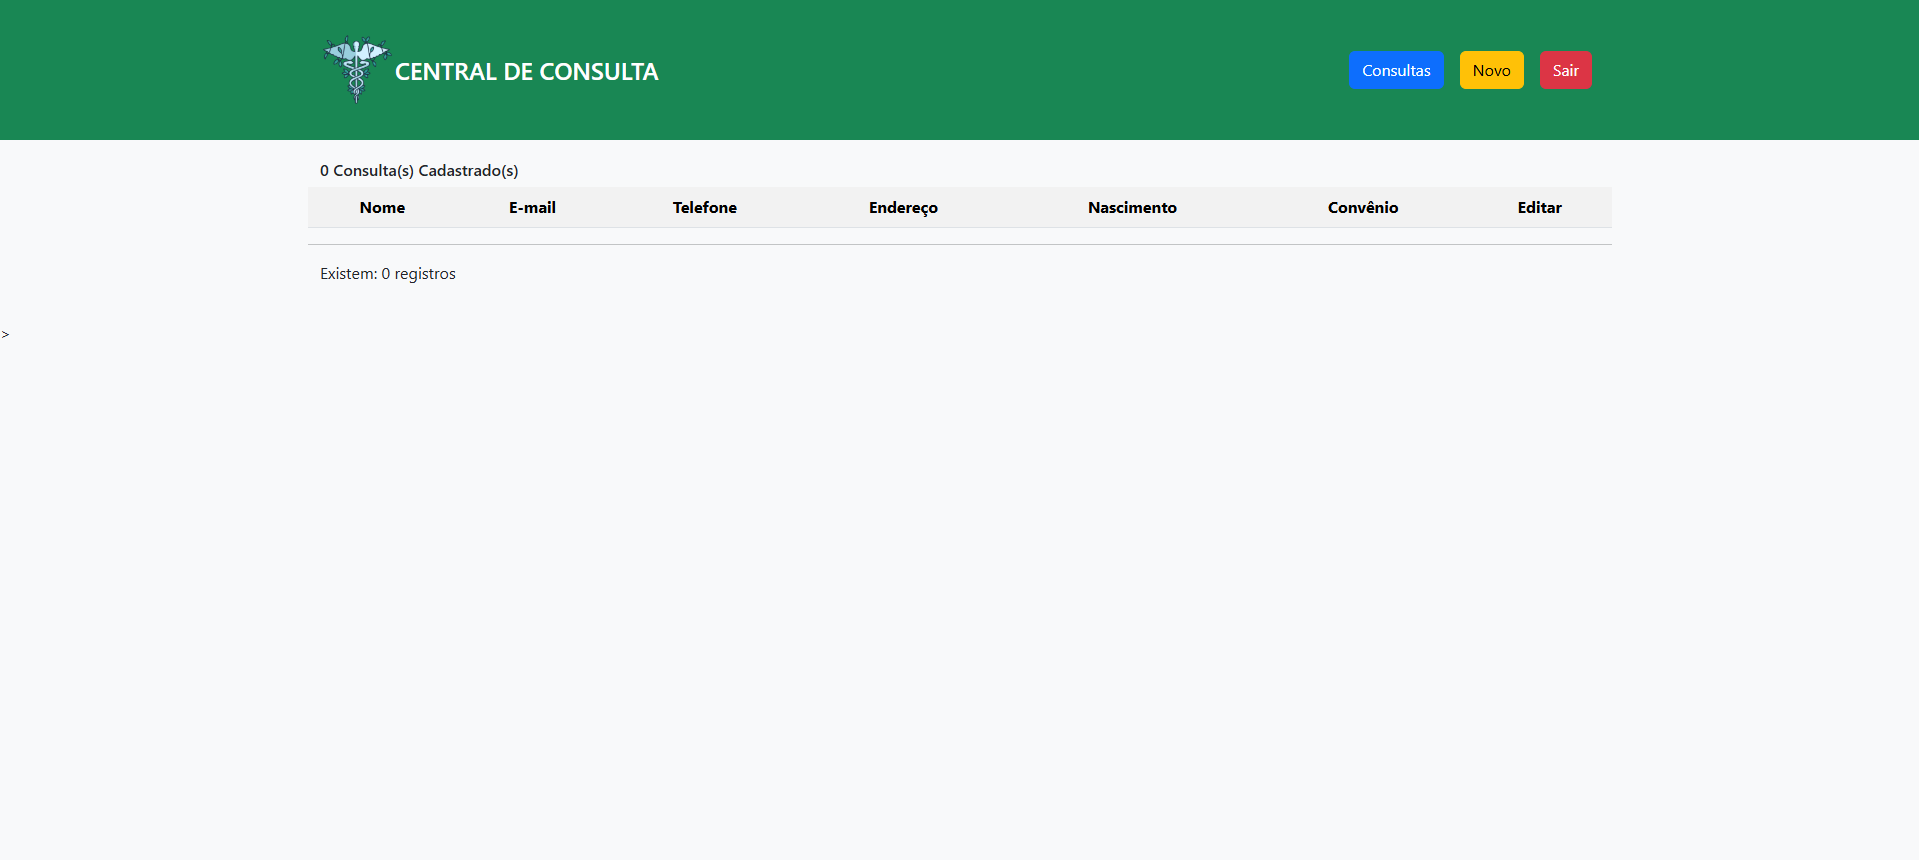 CENTRAL DE CONSULTA
Consultas Novo Sair
0 Consulta(s) Cadastrado(s)
Nome E-mail Telefone Endereço Nascimento Convênio Editar
Existem: 0 registros
>